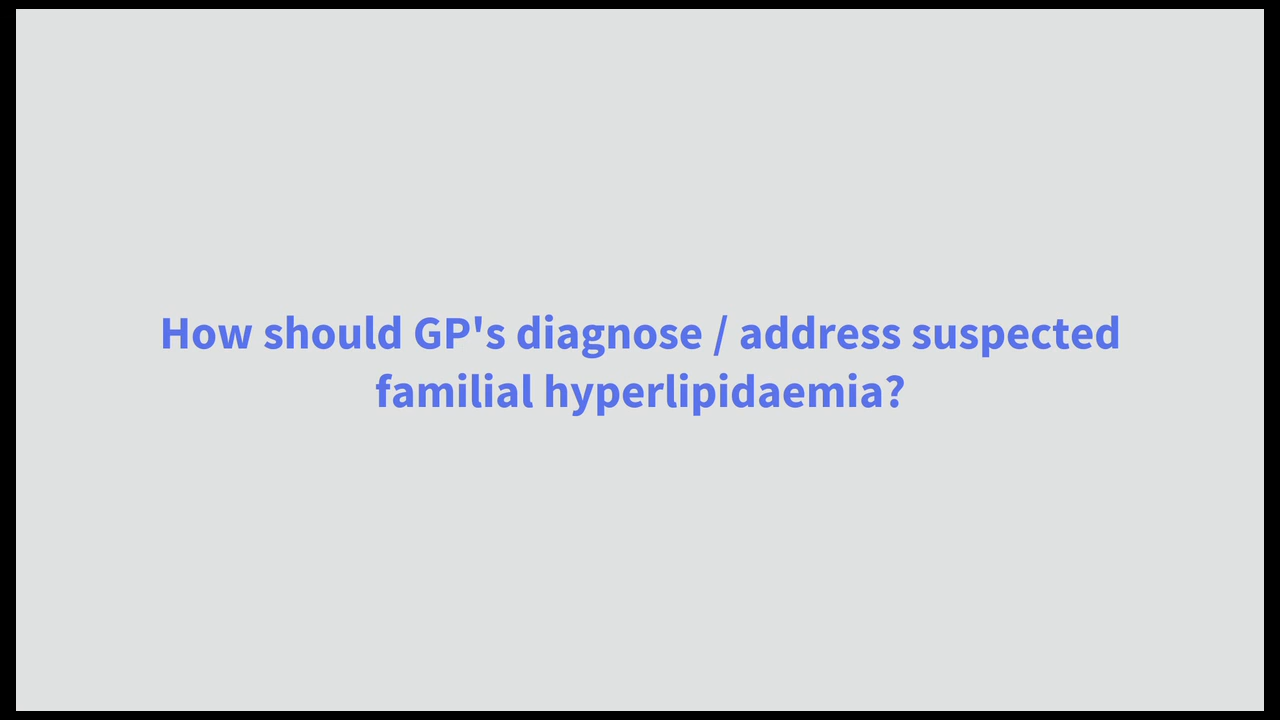 How should GP's diagnose / address suspected
familial hyperlipidaemia?